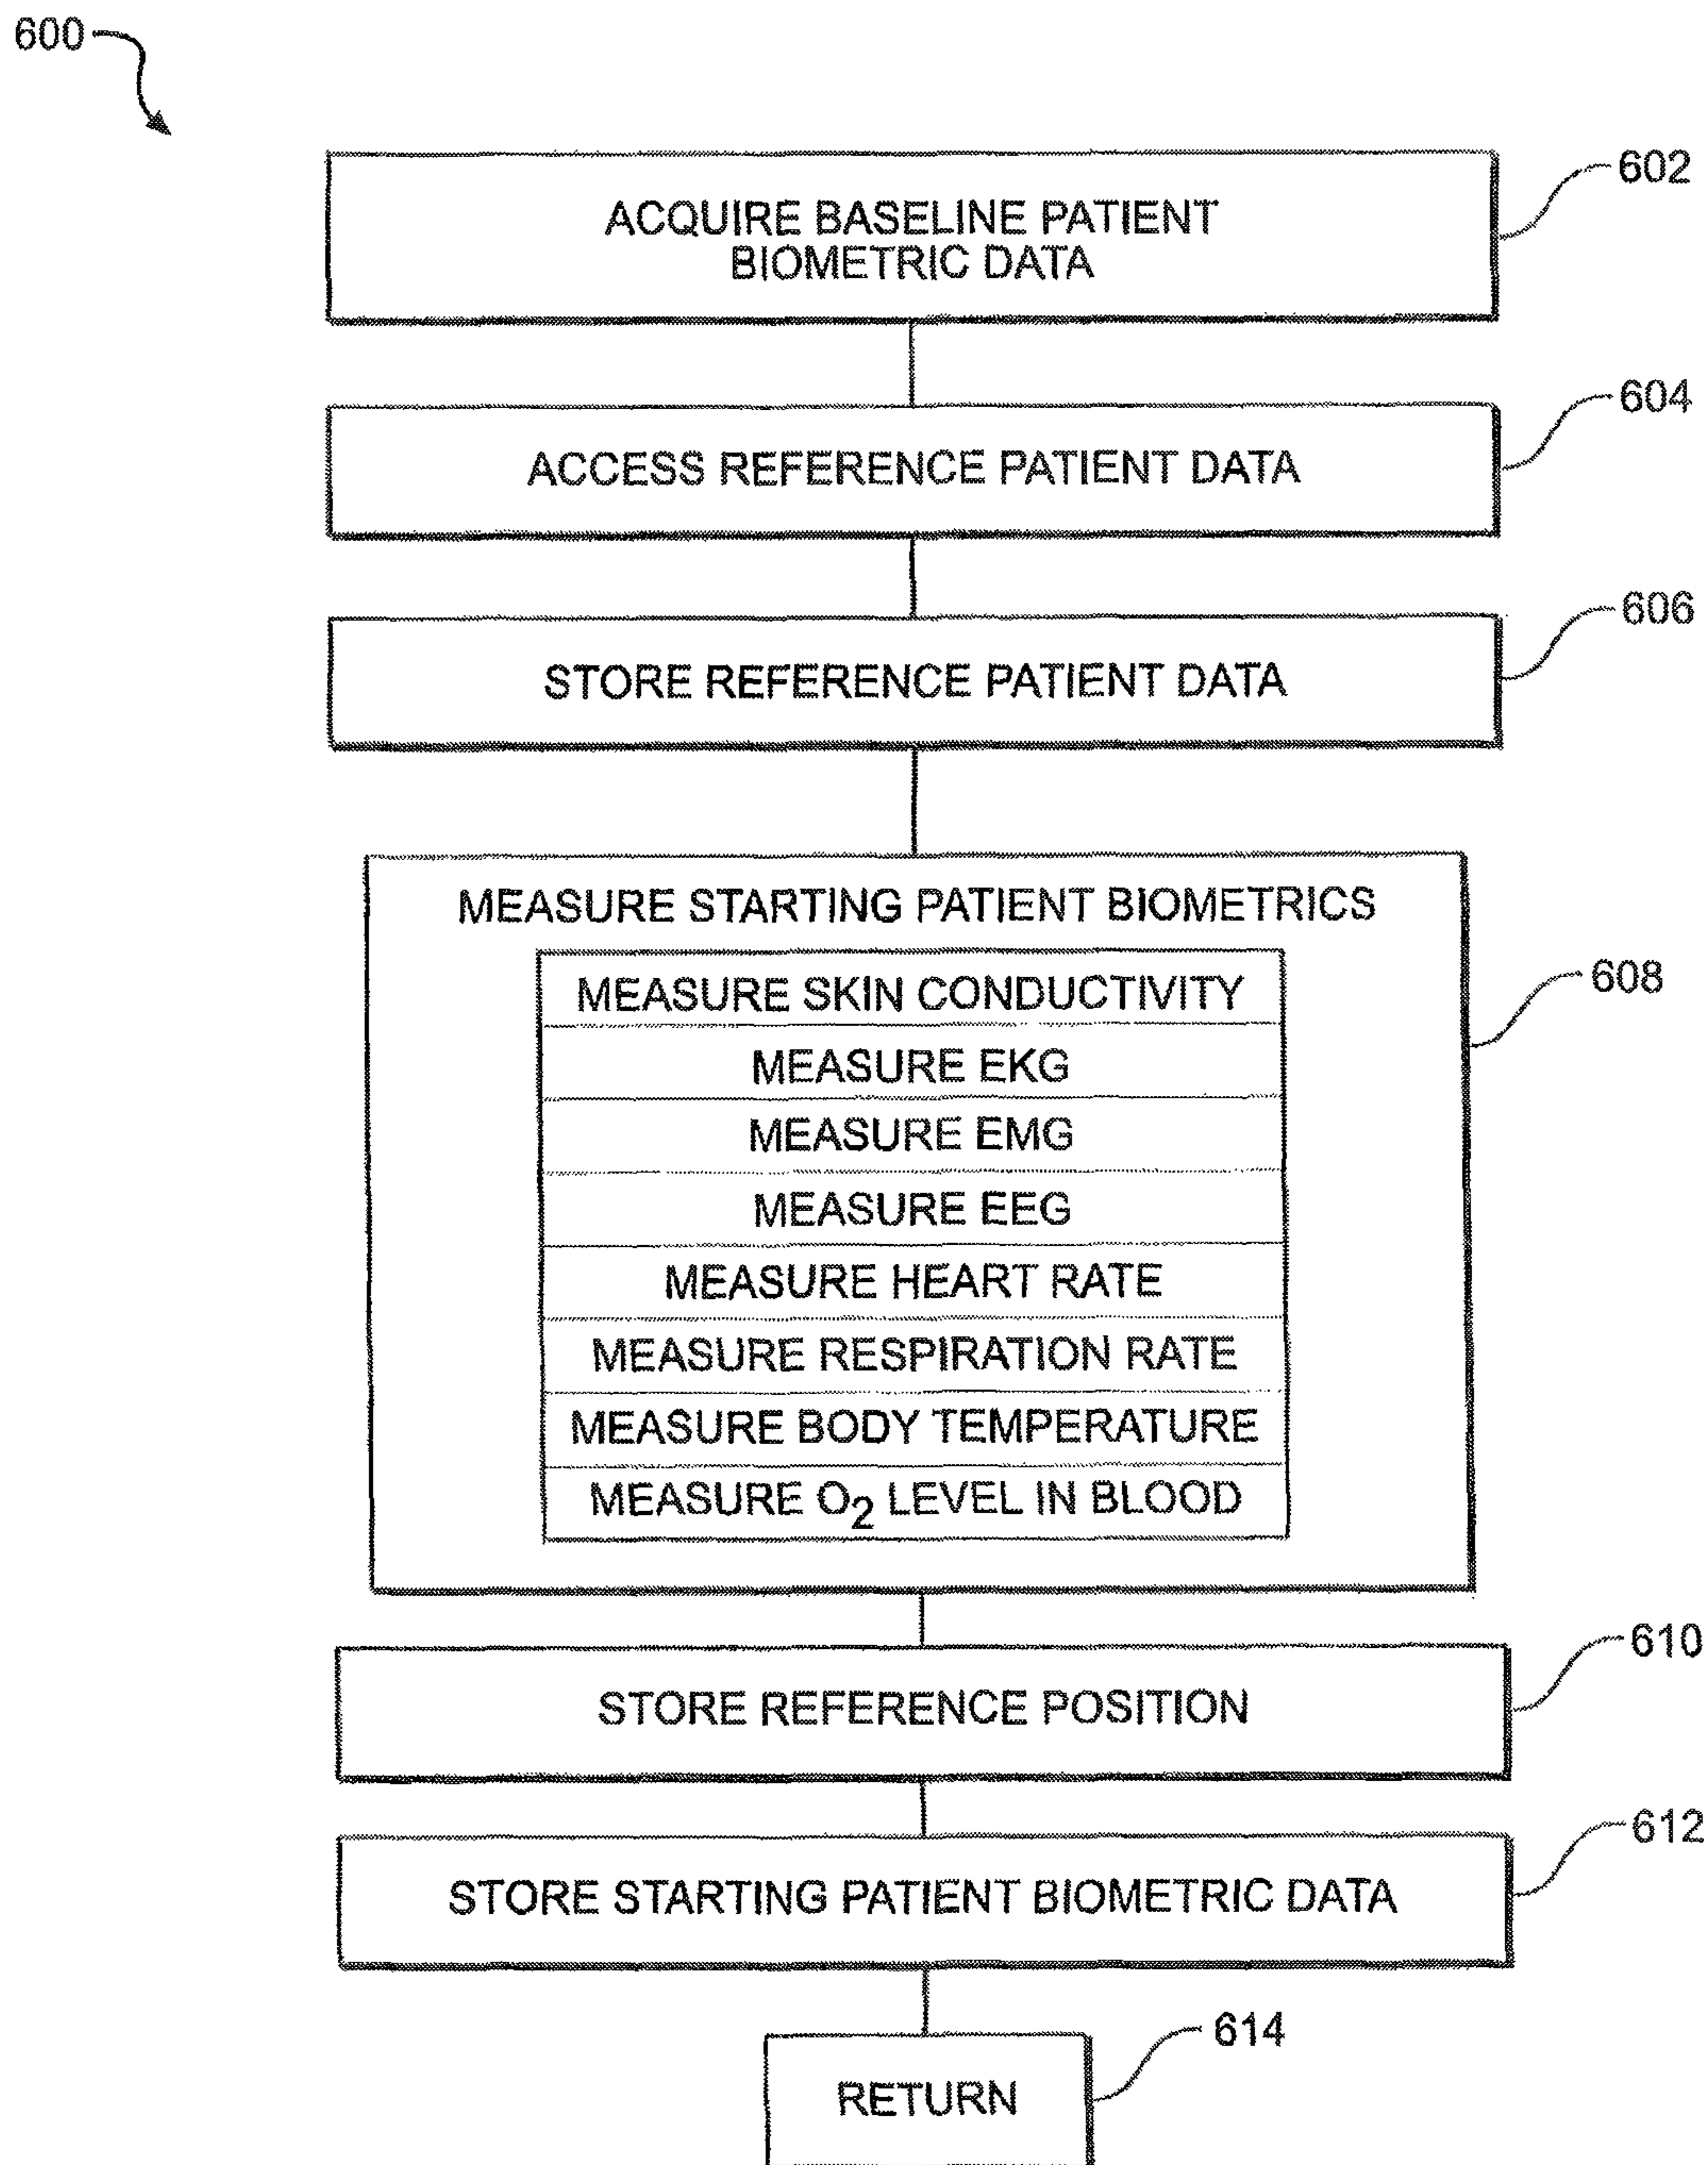 600
602
ACQUIRE BASELINE PATIENT
BIOMETRIC DATA
604
ACCESS REFERENCE PATIENT DATA
606
STORE REFERENCE PATIENT DATA
MEASURE STARTING PATIENT BIOMETRICS
608
MEASURE SKIN CONDUCTIVITY
MEASURE EKG
MEASURE EMG
MEASURE EEG
MEASURE HEART RATE
MEASURE RESPIRATION RATE
MEASURE BODY TEMPERATURE
MEASURE O₂ LEVEL IN BLOOD
610
STORE REFERENCE POSITION
612
STORE STARTING PATIENT BIOMETRIC DATA
614
RETURN